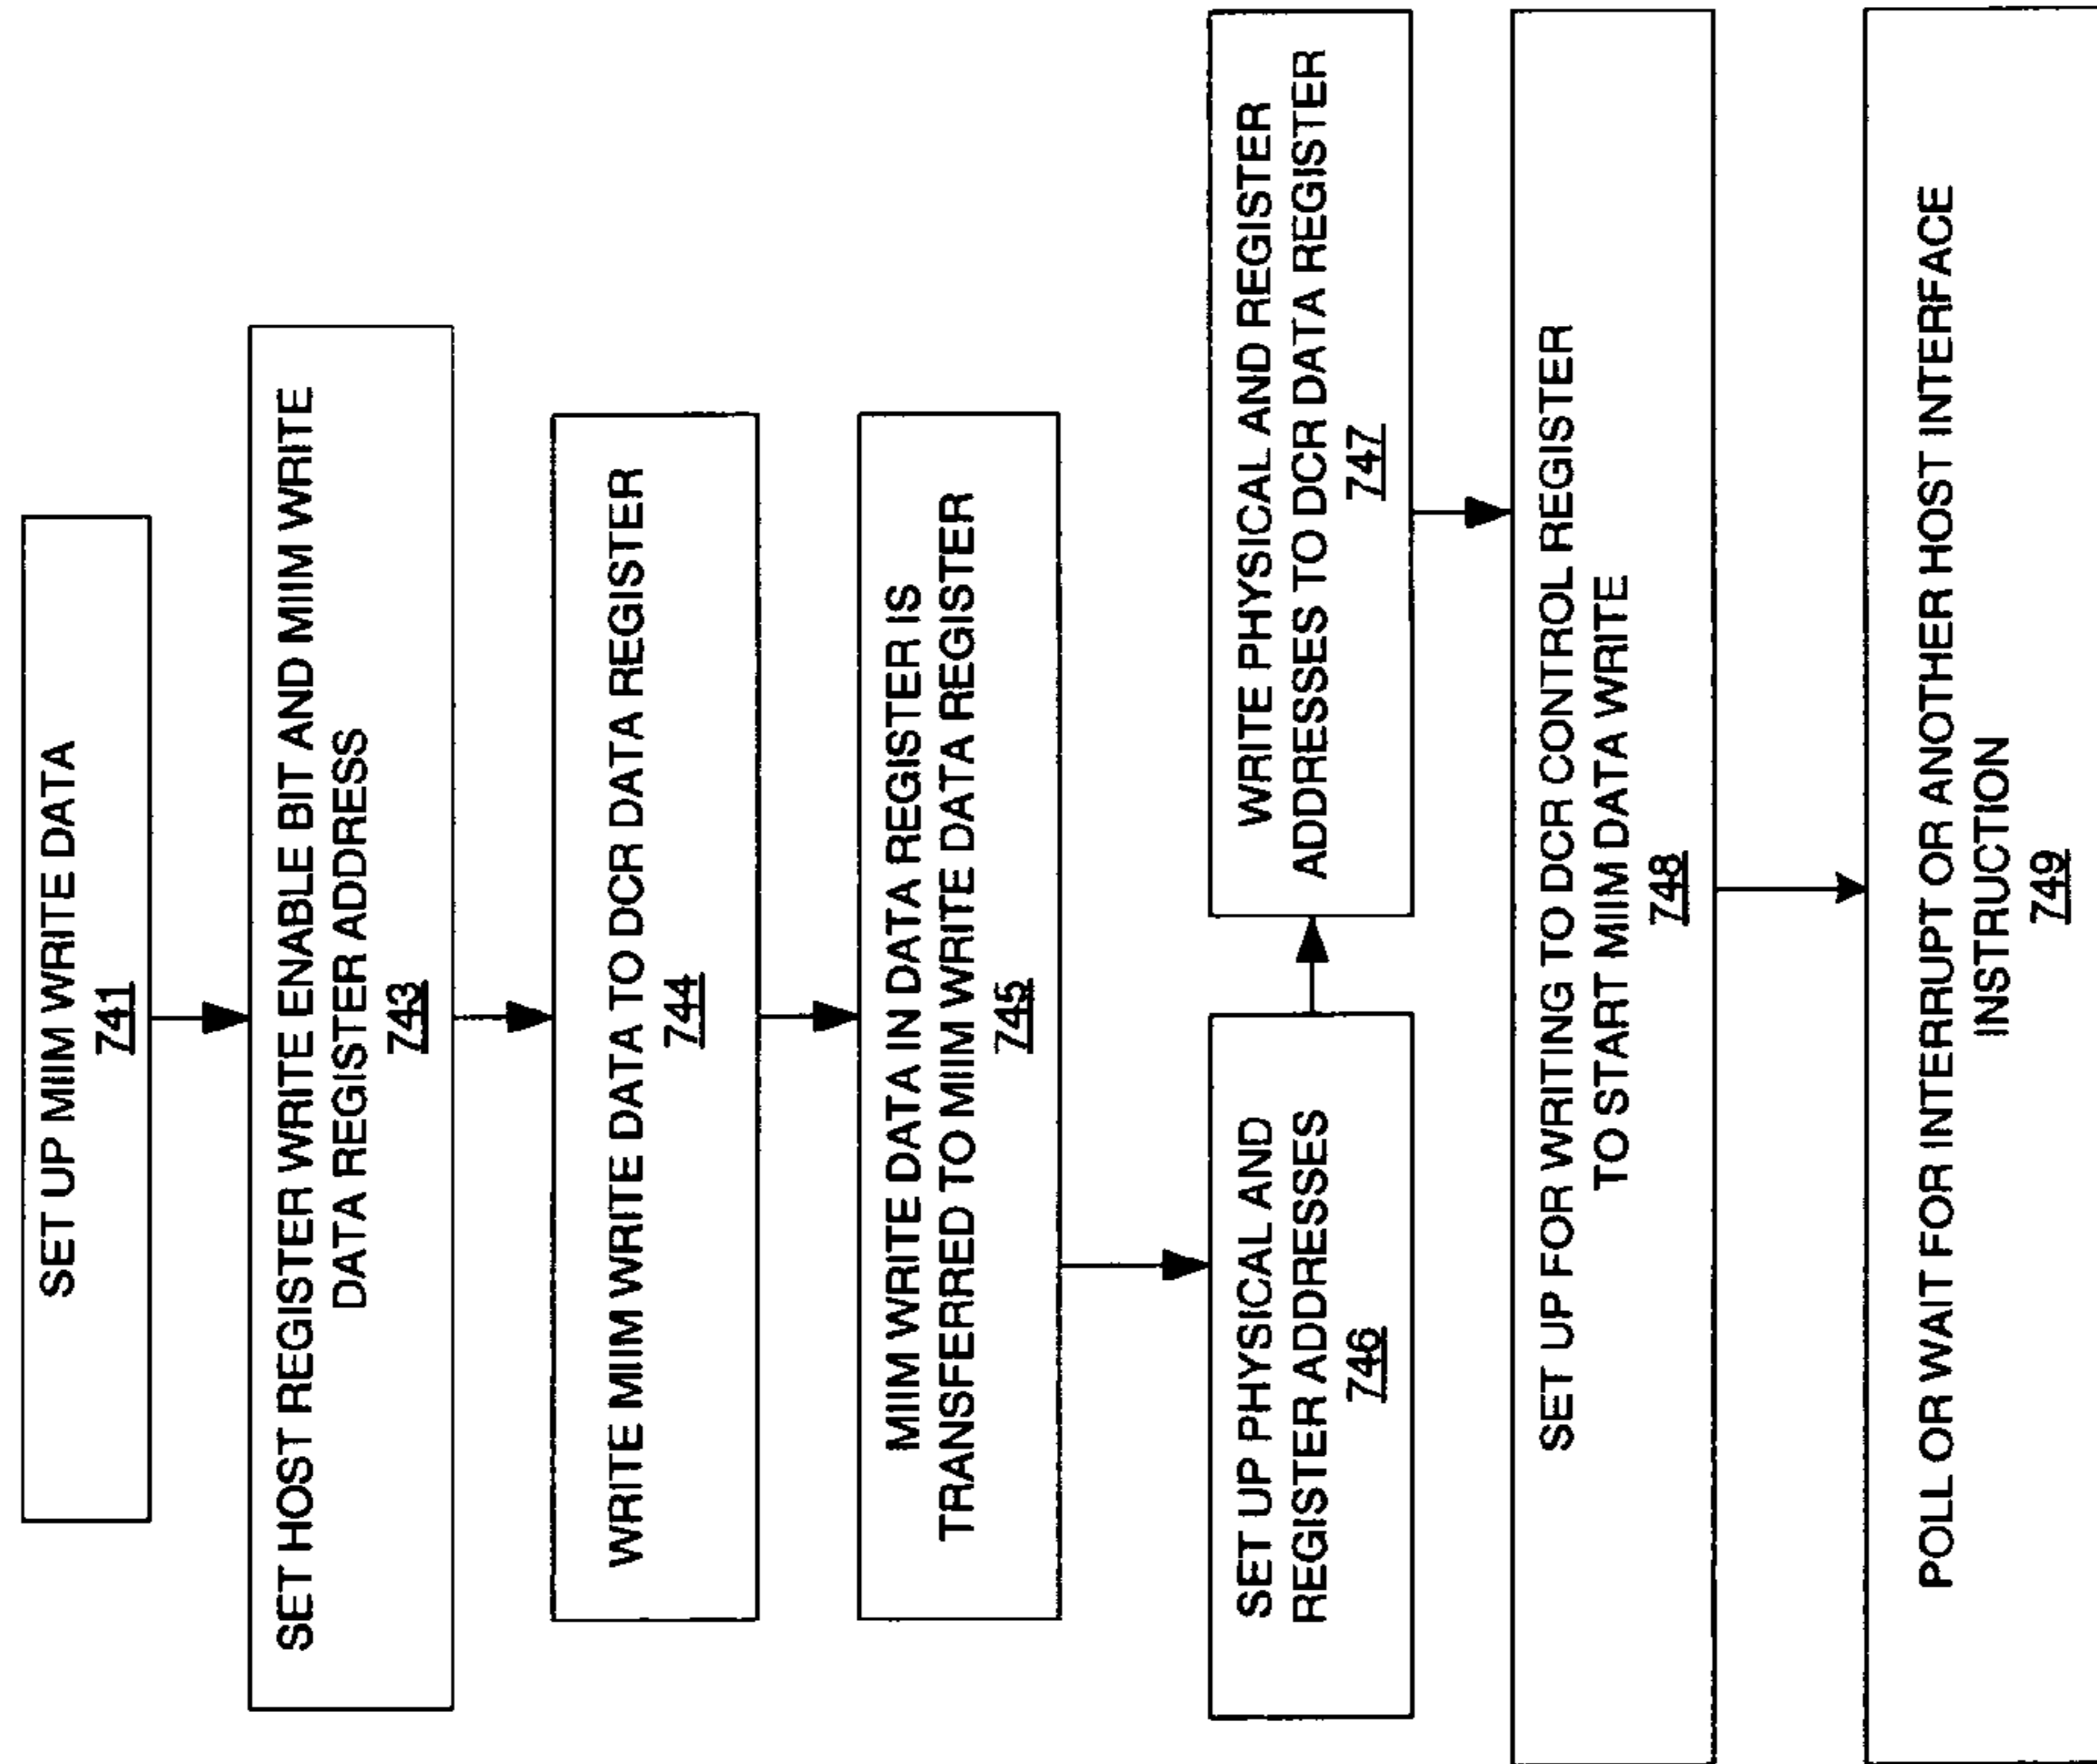 SET UP MIIM WRITE DATA
741
SET HOST REGISTER WRITE ENABLE BIT AND MIIM WRITE
DATA REGISTER ADDRESS
743
WRITE MIIM WRITE DATA TO DCR DATA REGISTER
744
MIIM WRITE DATA IN DATA REGISTER IS
TRANSFERRED TO MIIM WRITE DATA REGISTER
745
SET UP PHYSICAL AND
REGISTER ADDRESSES
746
WRITE PHYSICAL AND REGISTER
ADDRESSES TO DCR DATA REGISTER
747
SET UP FOR WRITING TO DCR CONTROL REGISTER
TO START MIIM DATA WRITE
748
POLL OR WAIT FOR INTERRUPT OR ANOTHER HOST INTERFACE
INSTRUCTION
749